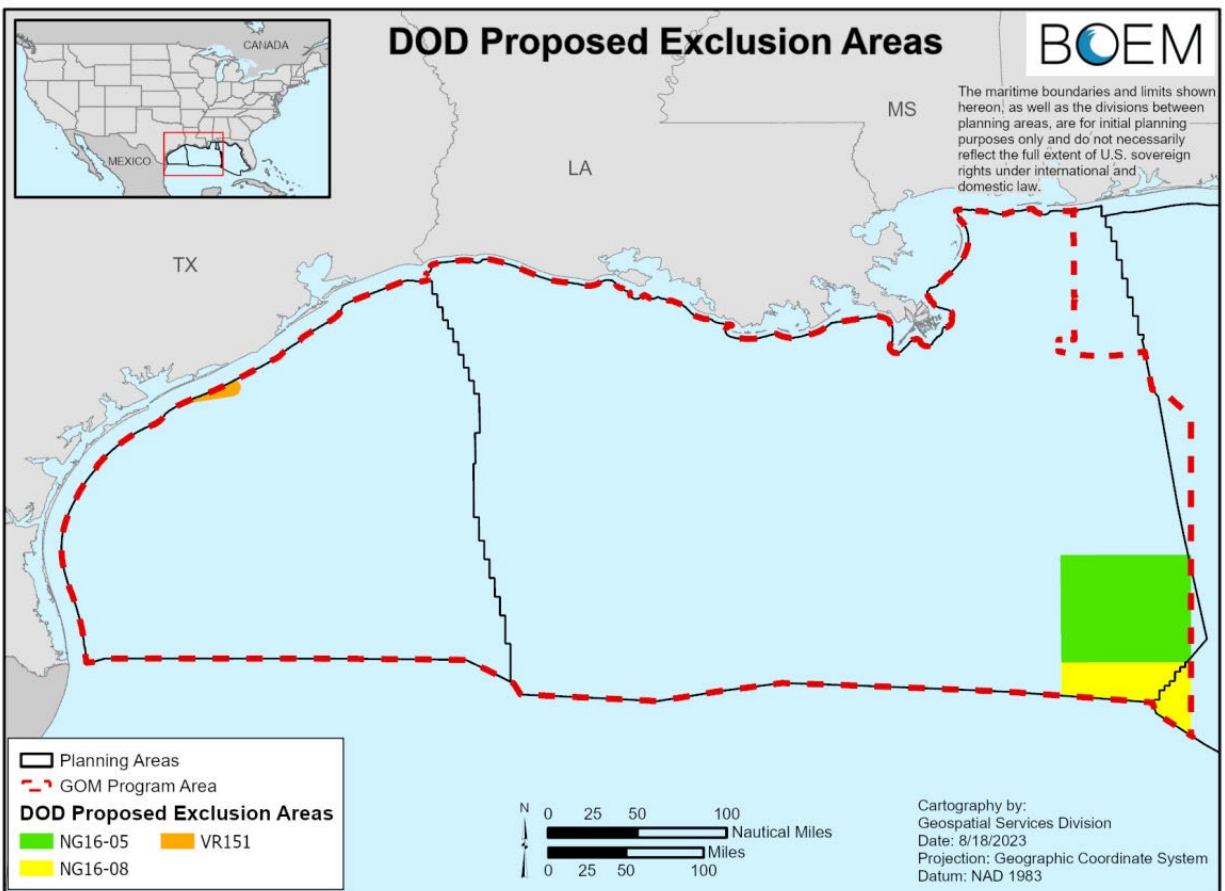 DOD Proposed Exclusion Areas
BOEM
The maritime boundaries and limits shown
hereon, as well as the divisions between
planning areas, are for initial planning
purposes only and do not necessarily
reflect the full extent of U.S. sovereign
rights under international and
domestic law.
CANADA
MEXICO
MS
LA
TX
Planning Areas
GOM Program Area
DOD Proposed Exclusion Areas
NG16-05 VR151
NG16-08
N
0 25 50 100
Nautical Miles
Miles
0 25 50 100
Cartography by:
Geospatial Services Division
Date: 8/18/2023
Projection: Geographic Coordinate System
Datum: NAD 1983